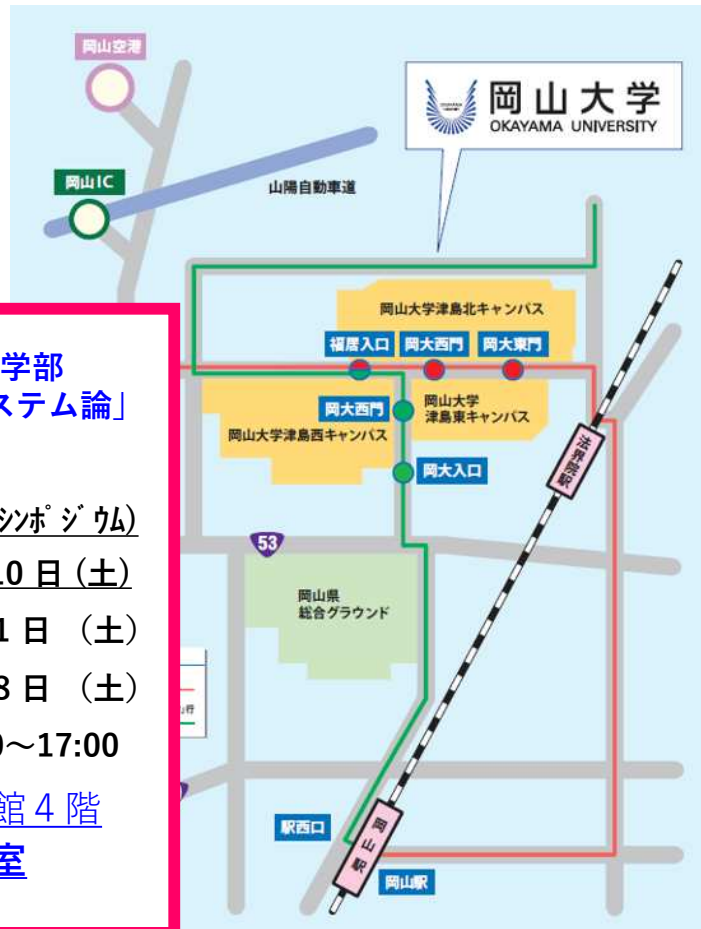 岡山空港
岡山大学
OKAYAMA UNIVERSITY
岡山IC
山陽自動車道
岡山大学津島北キャンパス
福居入口
岡大西門
岡大東門
学部
ステム論」
岡大西門
岡山大学
津島東キャンパス
岡山大学津島西キャンパス
法界院駅
岡大入口
シンポジウム)
53
10 日 (土)
岡山県
総合グラウンド
1 日 （土）
8 日 （土）
山行
0～17:00
館 4 階
室
駅西口
岡山駅
岡山駅